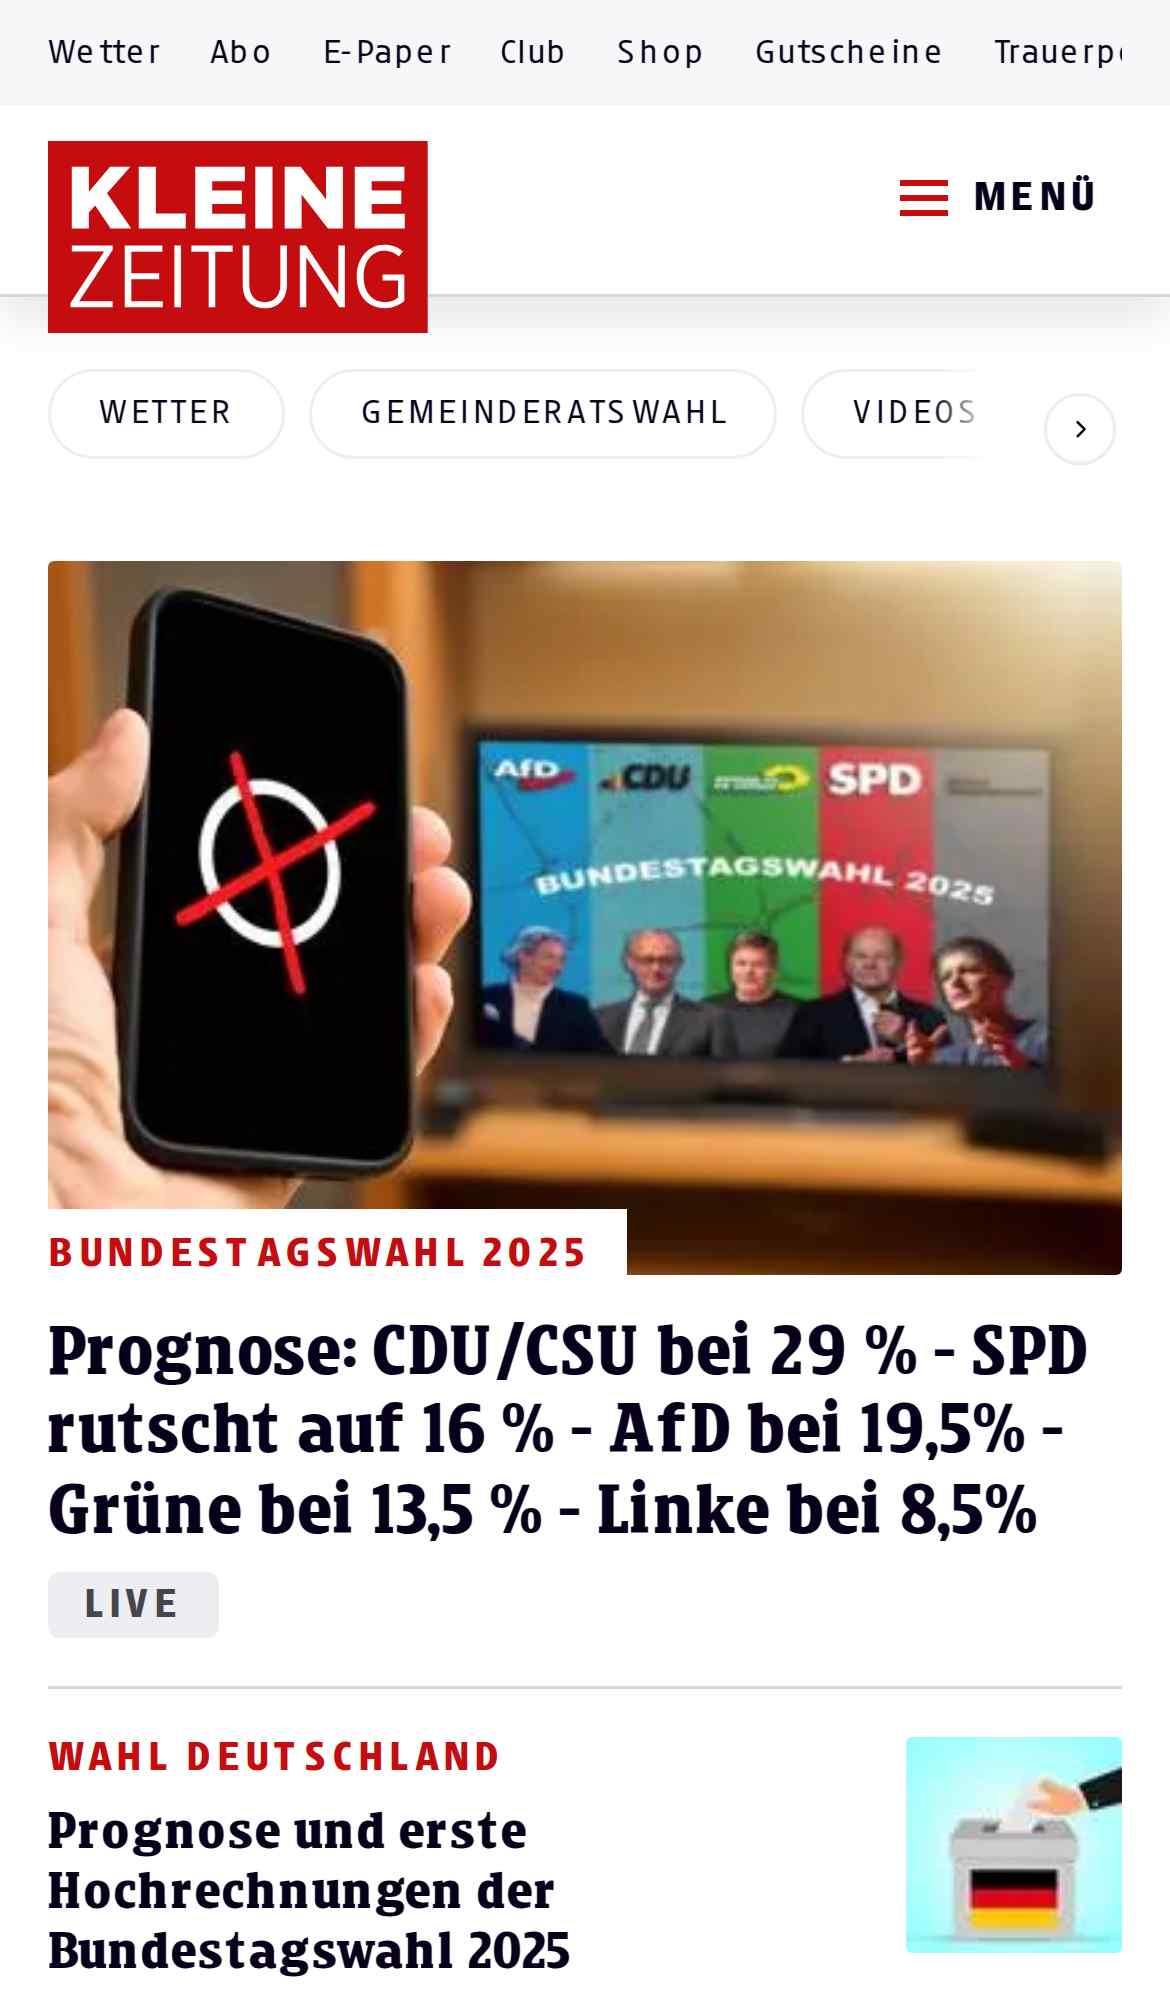 Wetter Abo E-Paper Club Shop Gutscheine
KLEINE
ZEITUNG
MENÜ
WETTER GEMEINDERATSWAHL VIDEOS
AfD CDU SPD
BUNDESTAGSWAHL 2025
BUNDESTAGSWAHL 2025
Prognose: CDU/CSU bei 29 % - SPD
rutscht auf 16 % - AfD bei 19,5% -
Grüne bei 13,5 % - Linke bei 8,5%
LIVE
WAHL DEUTSCHLAND
Prognose und erste
Hochrechnungen der
Bundestagswahl 2025